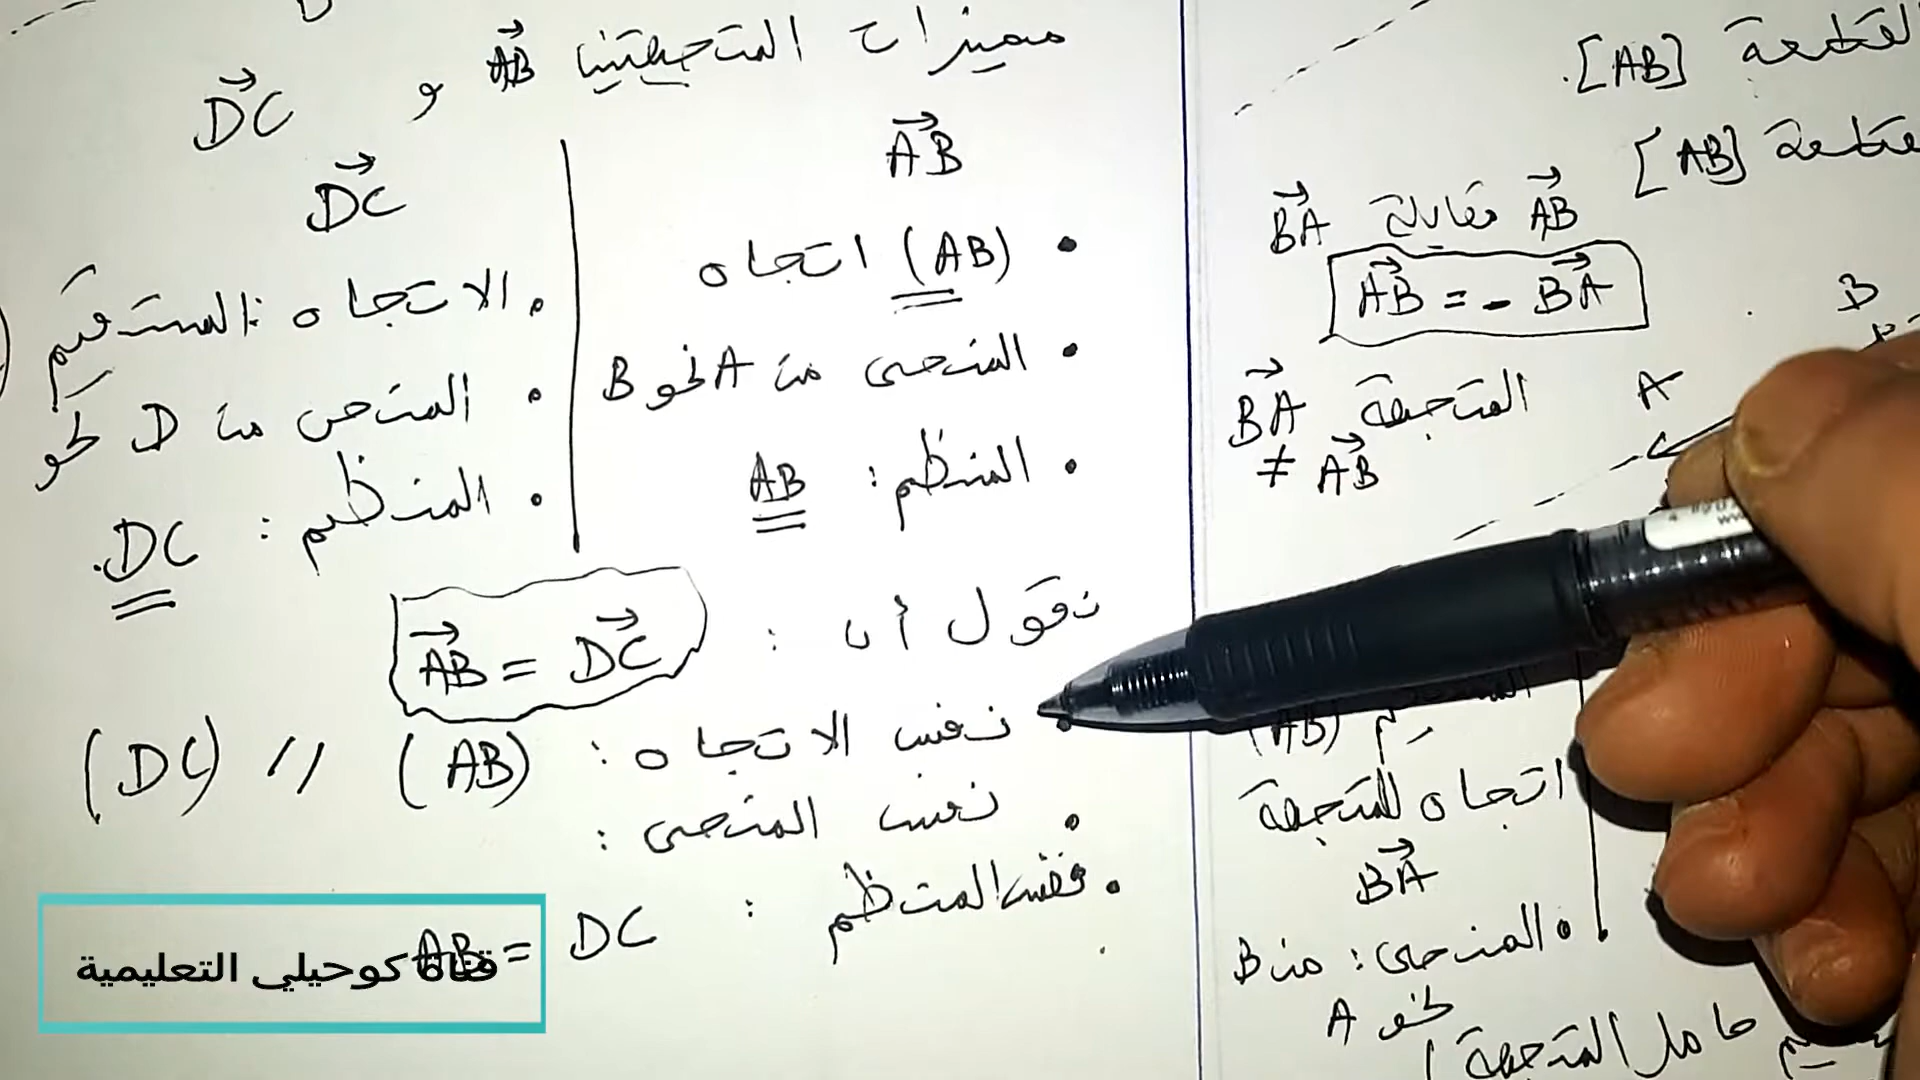 مميزات المتجهتين AB و DC
AB
(AB) اتجاه
المنحى من A نحو B
المنظم : AB
DC
الاتجاه : المستقيم
المنحى من D نحو
المنظم : DC
نقول أن : AB = DC
نفس الاتجاه : (AB) // (DC)
نفس المنحى :
نفس المنظم : AB = DC
قناة كوحيلي التعليمية
القطعة [AB].
[AB]
AB مقابلة BA
AB = - BA
B
A
المتجهة BA
≠ AB
(AB)
اتجاه المتجهة
BA
المنحى : من B
نحو A
حامل المتجهة